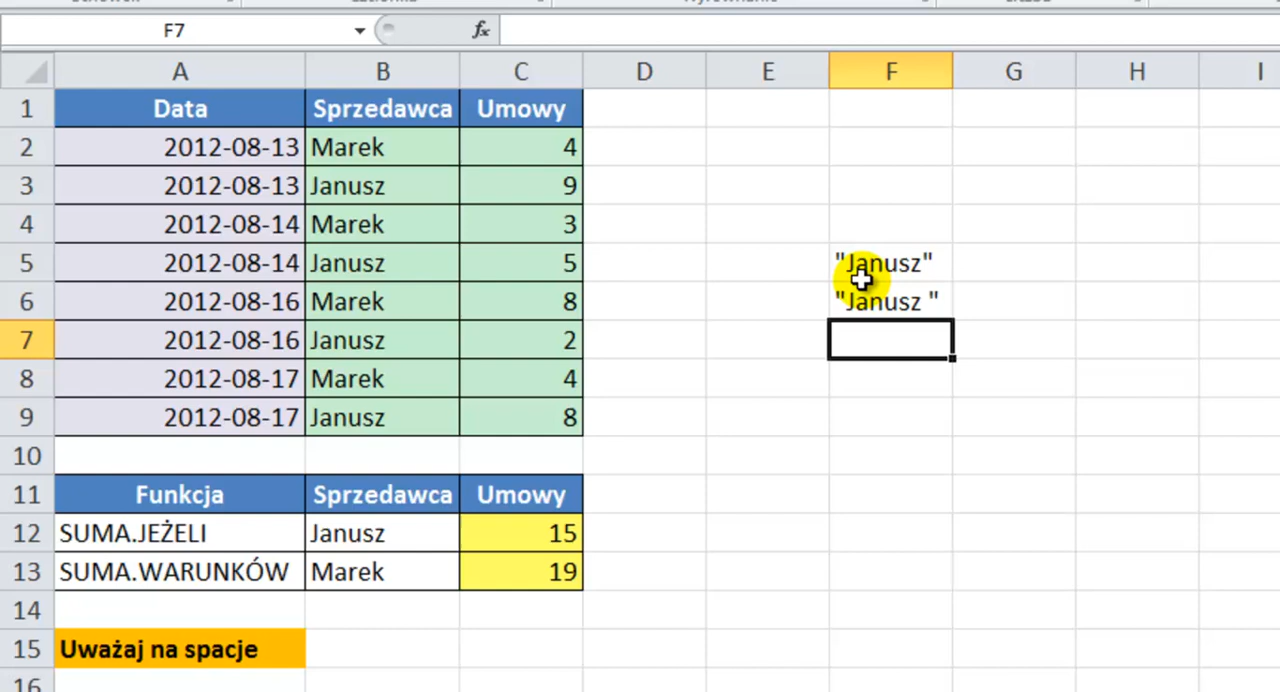 F7 fx
A B C D E F G H I
1 Data Sprzedawca Umowy
2 2012-08-13 Marek 4
3 2012-08-13 Janusz 9
4 2012-08-14 Marek 3
5 2012-08-14 Janusz 5 "Janusz"
6 2012-08-16 Marek 8 "Janusz "
7 2012-08-16 Janusz 2
8 2012-08-17 Marek 4
9 2012-08-17 Janusz 8
10
11 Funkcja Sprzedawca Umowy
12 SUMA.JEŻELI Janusz 15
13 SUMA.WARUNKÓW Marek 19
14
15 Uważaj na spacje
16